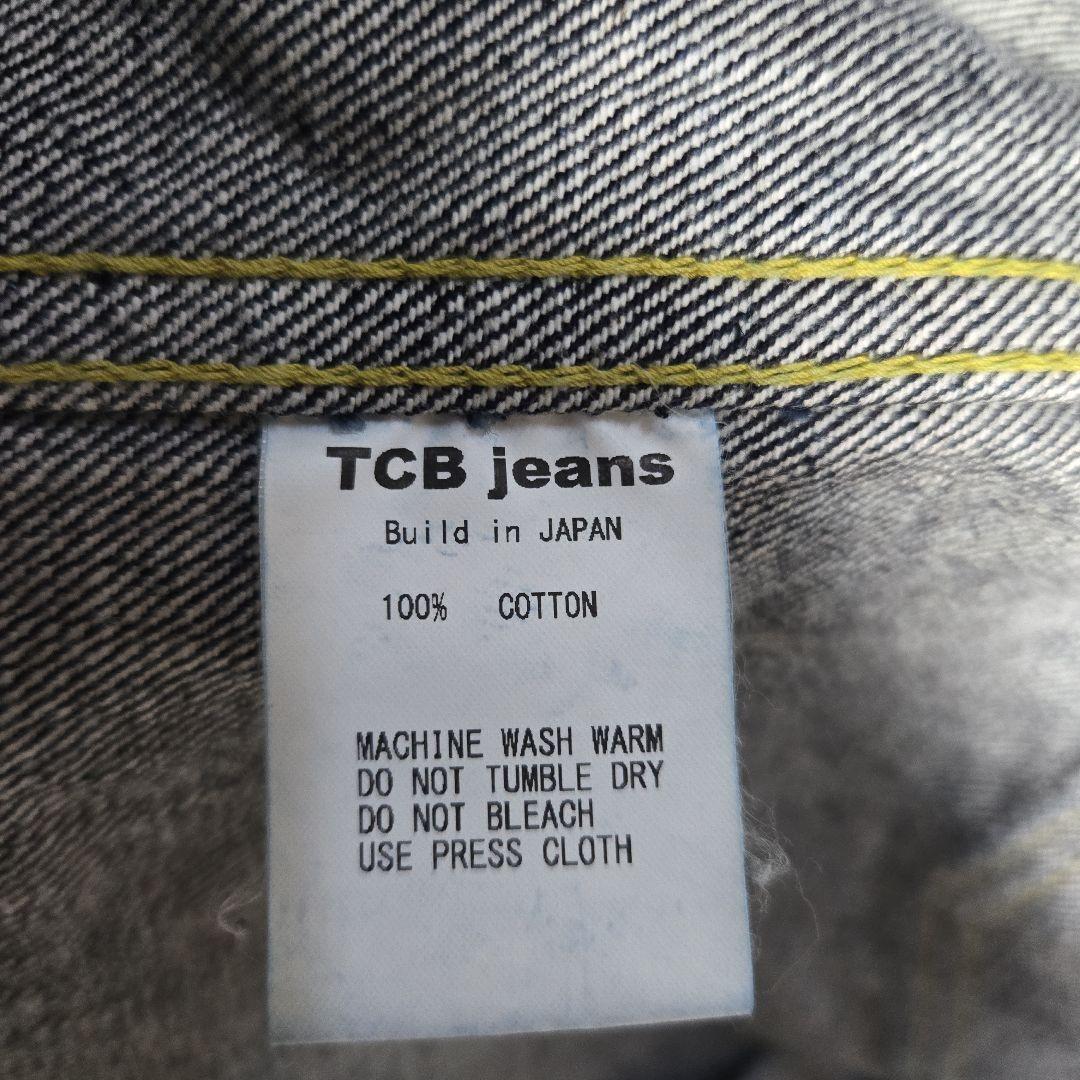 TCB jeans
Build in JAPAN
100% COTTON
MACHINE WASH WARM
DO NOT TUMBLE DRY
DO NOT BLEACH
USE PRESS CLOTH